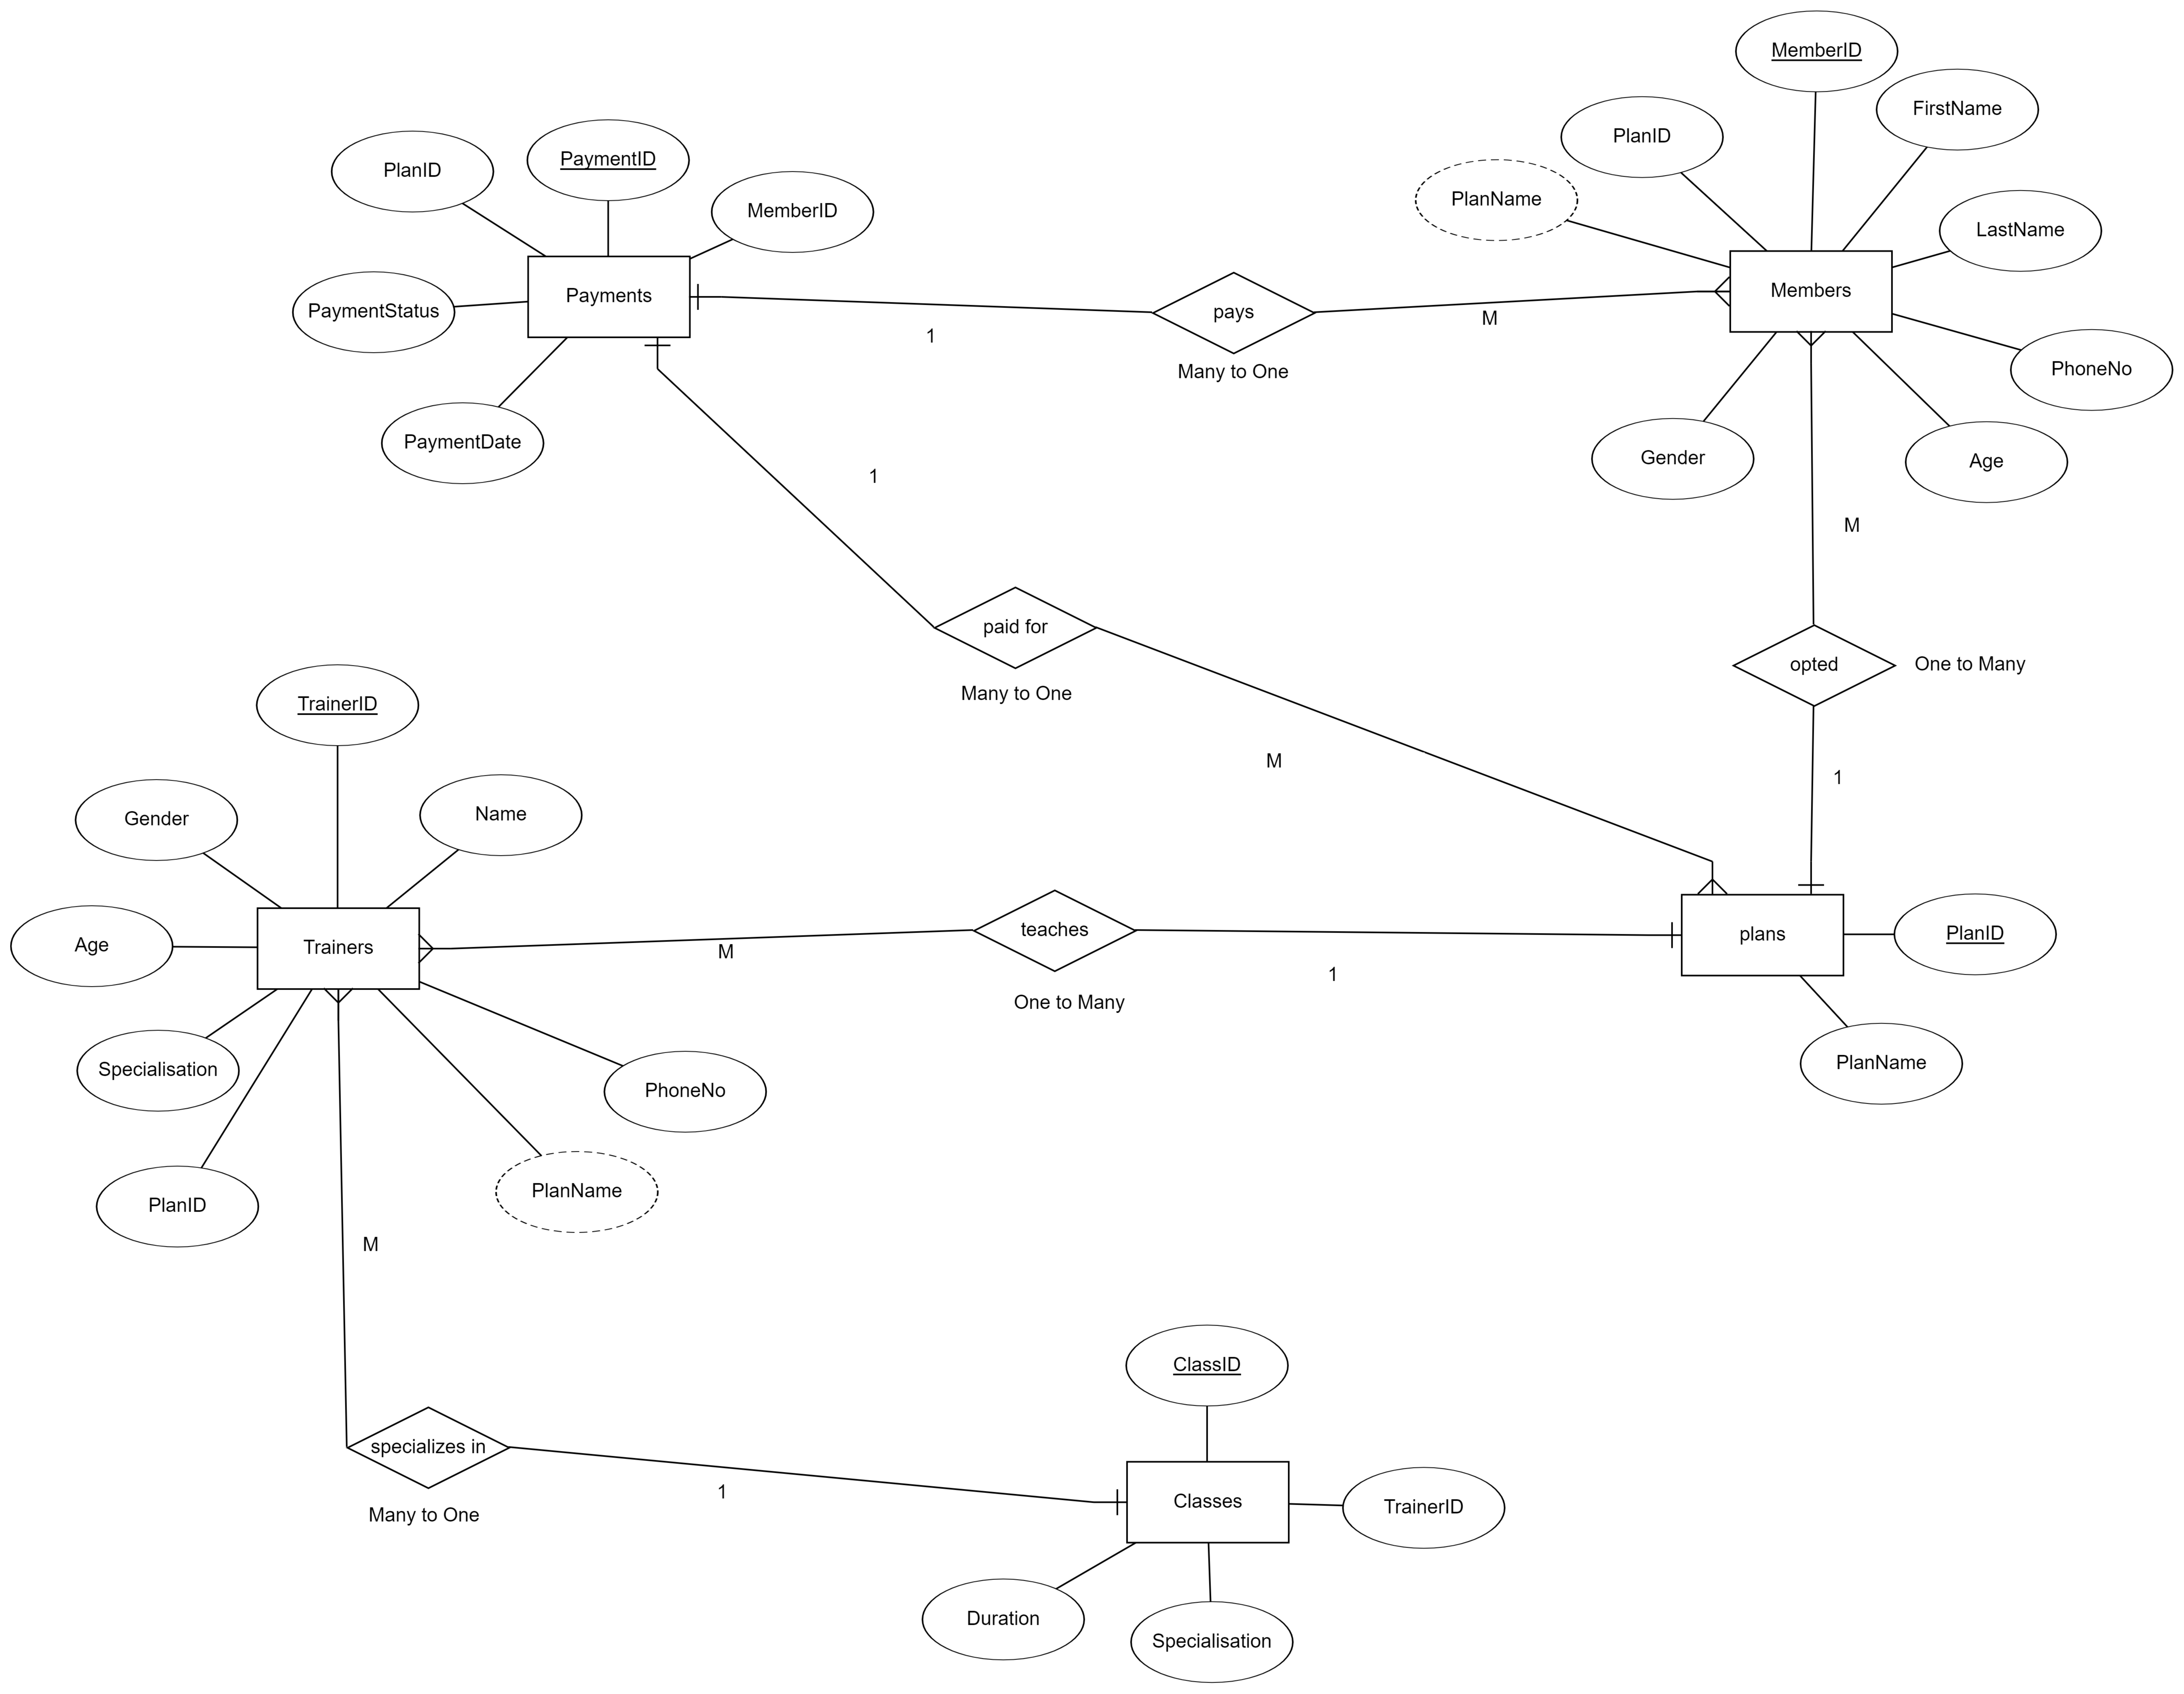 MemberID
FirstName
PlanID
PaymentID
PlanID
PlanName
MemberID
LastName
Payments
Members
PaymentStatus
pays
1
M
Many to One
PhoneNo
PaymentDate
Gender
Age
1
M
paid for
opted
One to Many
Many to One
TrainerID
M
1
Gender
Name
Trainers
Age
M
teaches
1
plans
PlanID
One to Many
Specialisation
PhoneNo
PlanName
PlanID
PlanName
M
ClassID
specializes in
1
Many to One
Classes
TrainerID
Duration
Specialisation